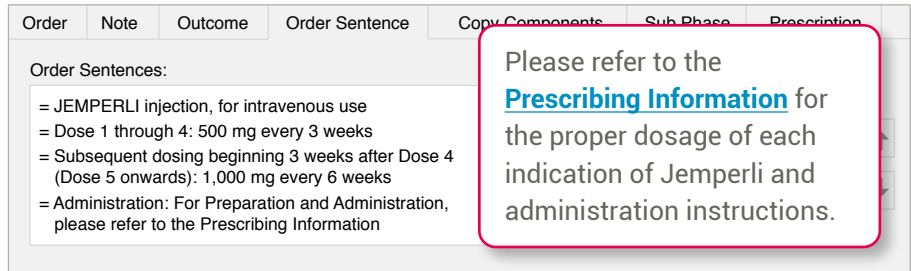 Order Note Outcome Order Sentence Copy Components Sub Phase Prescription
Order Sentences:
= JEMPERLI injection, for intravenous use
= Dose 1 through 4: 500 mg every 3 weeks
= Subsequent dosing beginning 3 weeks after Dose 4
(Dose 5 onwards): 1,000 mg every 6 weeks
= Administration: For Preparation and Administration,
please refer to the Prescribing Information
Please refer to the
Prescribing Information for
the proper dosage of each
indication of Jemperli and
administration instructions.